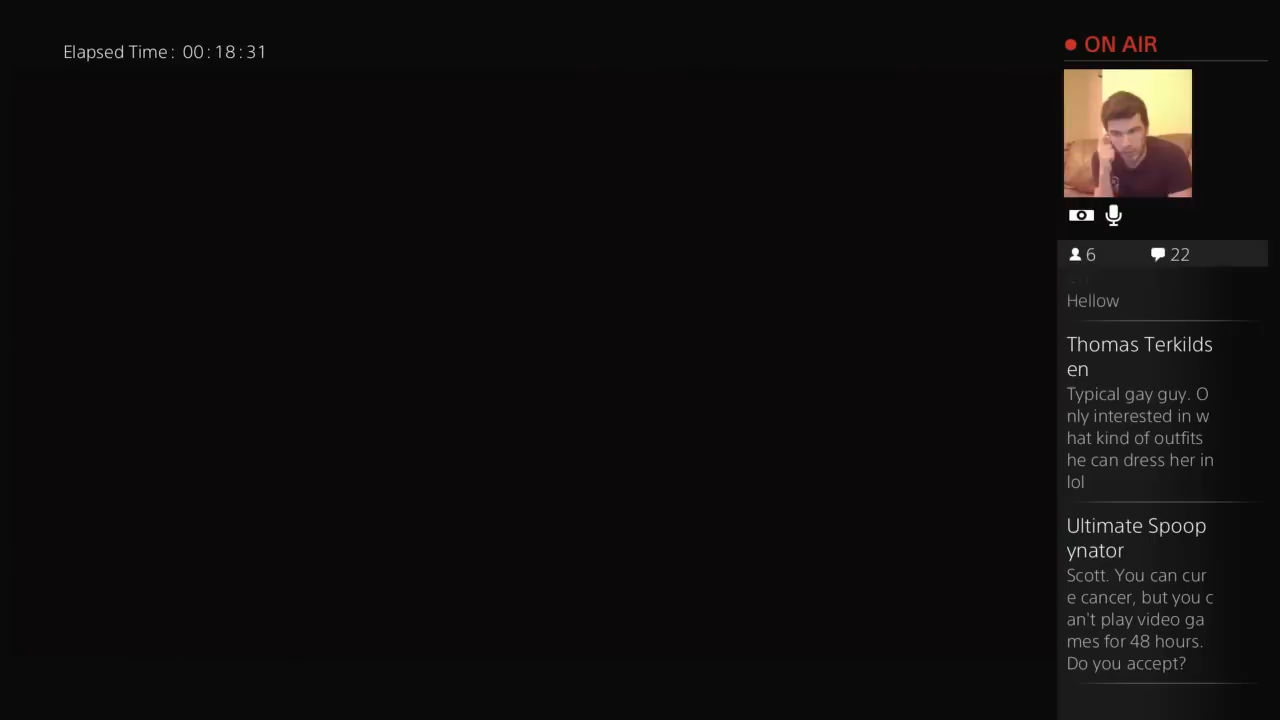 Elapsed Time: 00:18:31
ON AIR
6
22
Hellow
Thomas Terkilds
en
Typical gay guy. O
nly interested in w
hat kind of outfits
he can dress her in
lol
Ultimate Spoop
ynator
Scott. You can cur
e cancer, but you c
an't play video ga
mes for 48 hours.
Do you accept?